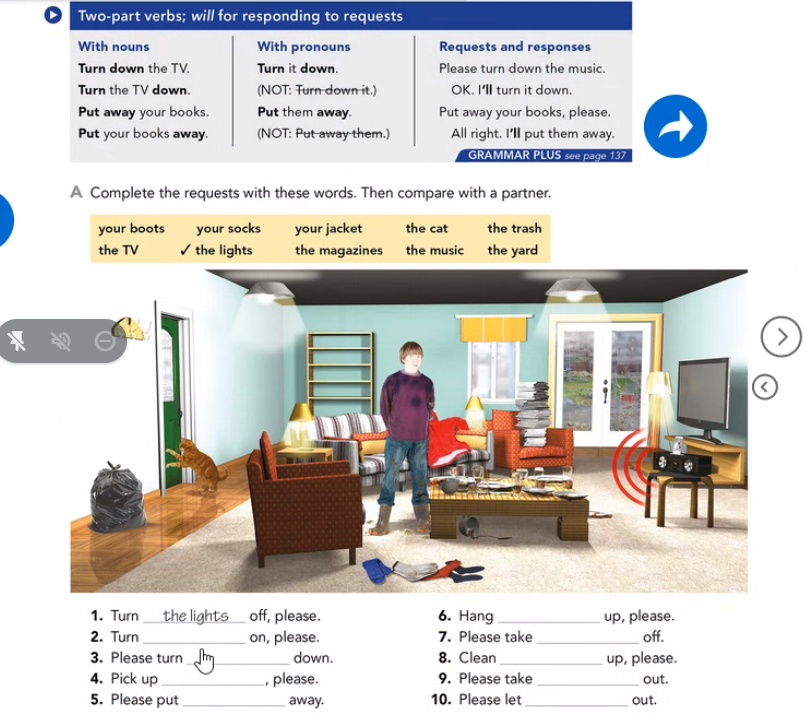 Two-part verbs; will for responding to requests
With nouns
Turn down the TV.
Turn the TV down.
Put away your books.
Put your books away.
With pronouns
Turn it down.
(NOT: Turn down it.)
Put them away.
(NOT: Put away them.)
Requests and responses
Please turn down the music.
OK. I'll turn it down.
Put away your books, please.
All right. I'll put them away.
GRAMMAR PLUS see page 137
A Complete the requests with these words. Then compare with a partner.
your boots your socks your jacket the cat the trash
the TV ✓ the lights the magazines the music the yard
1. Turn the lights off, please.
2. Turn ____________ on, please.
3. Please turn ____________ down.
4. Pick up ____________, please.
5. Please put ____________ away.
6. Hang ____________ up, please.
7. Please take ____________ off.
8. Clean ____________ up, please.
9. Please take ____________ out.
10. Please let ____________ out.